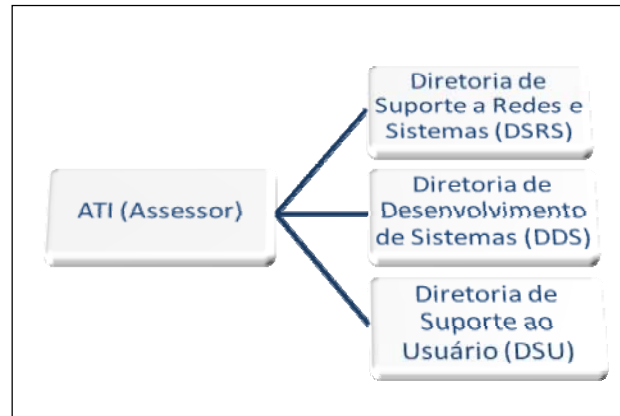 ATI (Assessor)
Diretoria de
Suporte a Redes e
Sistemas (DSRS)
Diretoria de
Desenvolvimento
de Sistemas (DDS)
Diretoria de
Suporte ao
Usuário (DSU)